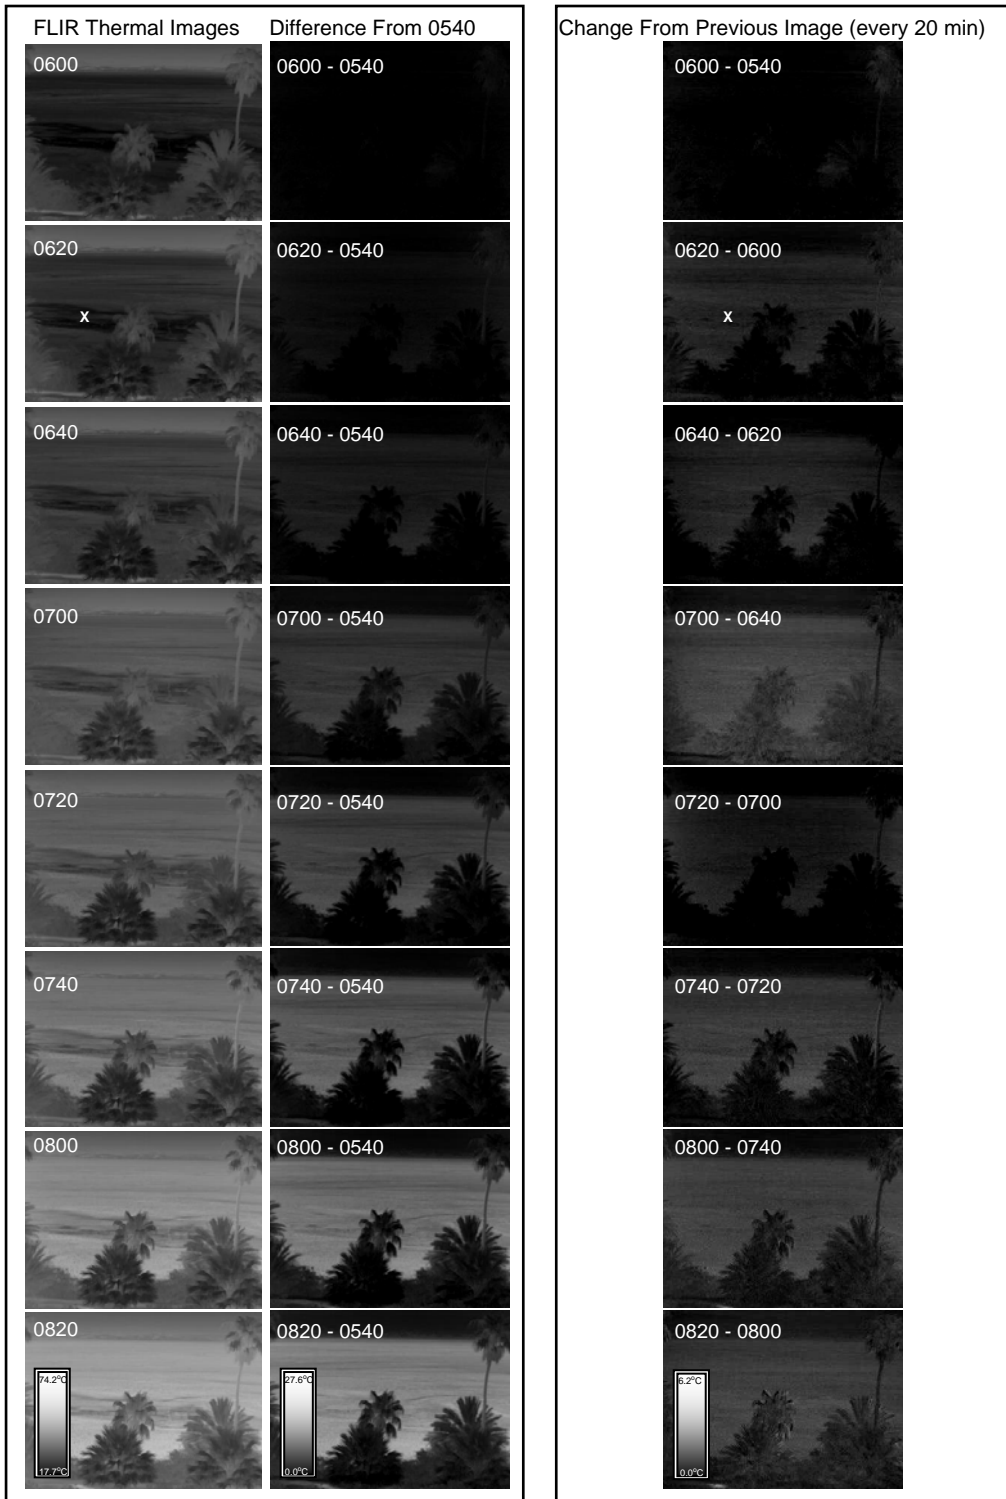 FLIR Thermal Images Difference From 0540 Change From Previous Image (every 20 min)
0600 0600 - 0540 0600 - 0540
0620 0620 - 0540 0620 - 0600
x x
0640 0640 - 0540 0640 - 0620
0700 0700 - 0540 0700 - 0640
0720 0720 - 0540 0720 - 0700
0740 0740 - 0540 0740 - 0720
0800 0800 - 0540 0800 - 0740
0820 0820 - 0540 0820 - 0800
74.2°C 27.6°C 6.2°C
17.7°C 0.0°C 0.0°C